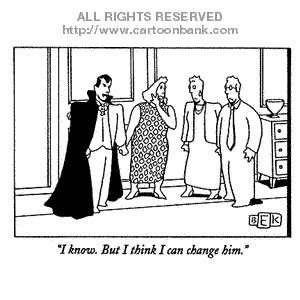 ALL RIGHTS RESERVED
http://www.cartoonbank.com
BEK
"I know. But I think I can change him."